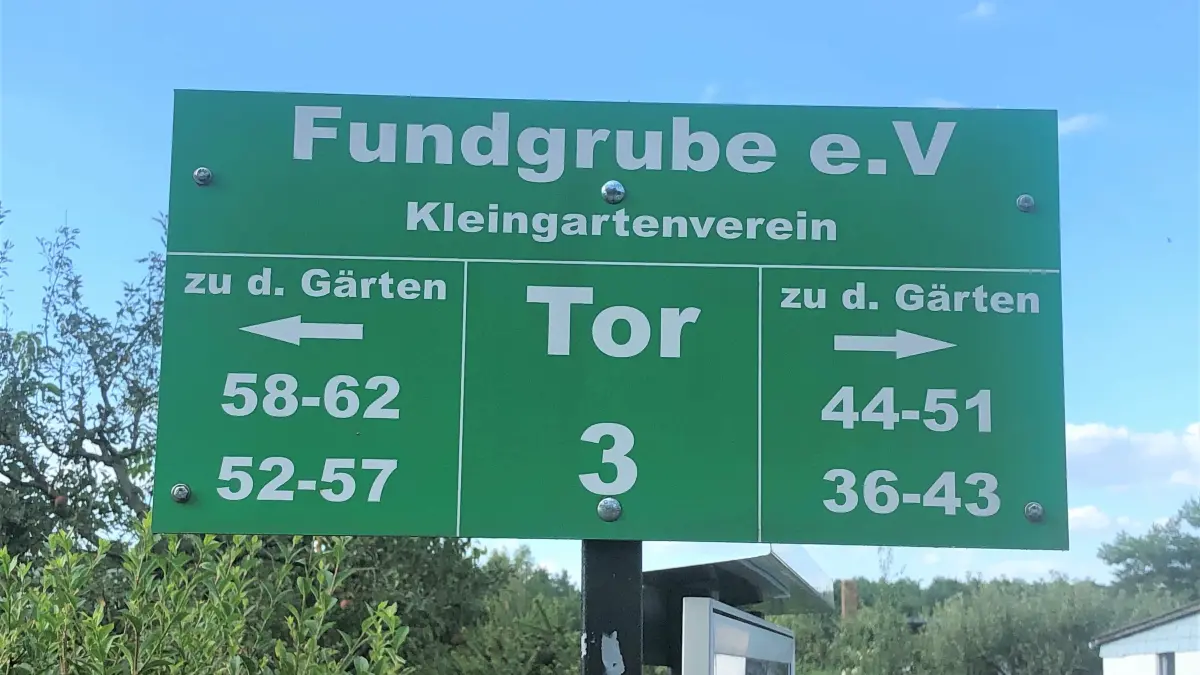 Fundgrube e.V
Kleingartenverein
zu d. Gärten
58-62
52-57
Tor
3
zu d. Gärten
44-51
36-43